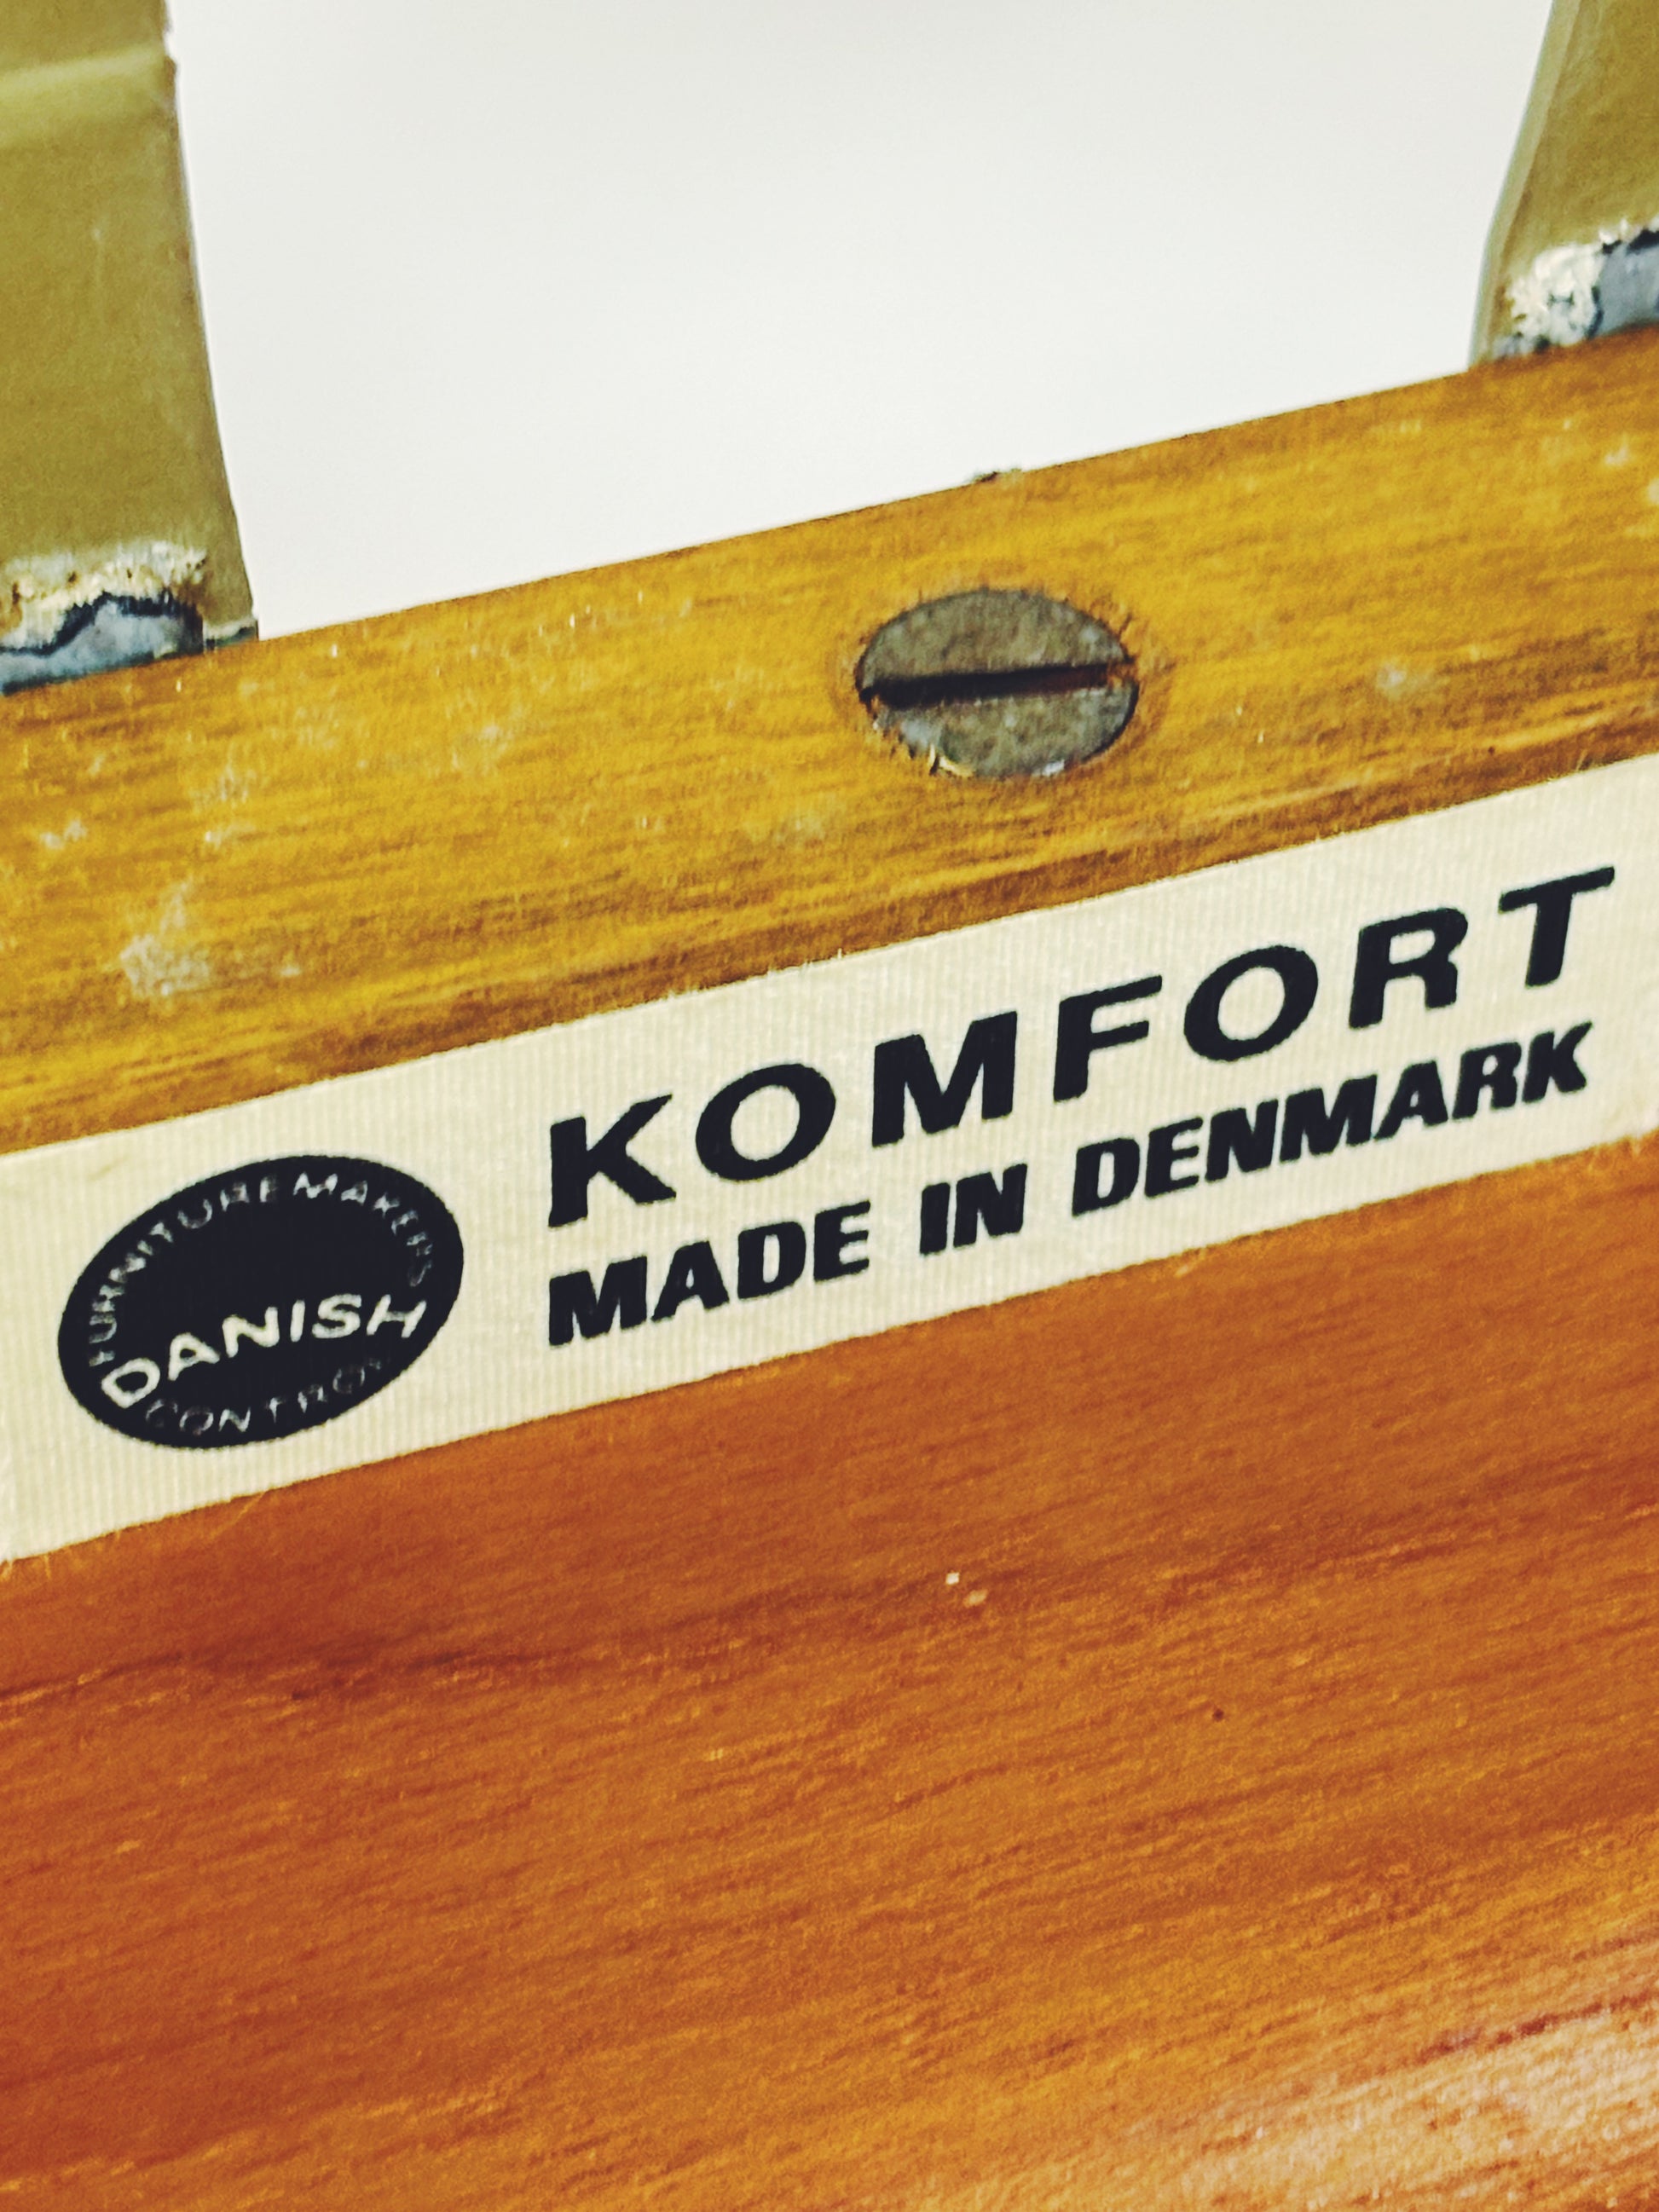 FURNITUREMAKERS
DANISH
CONTROL
KOMFORT
MADE IN DENMARK